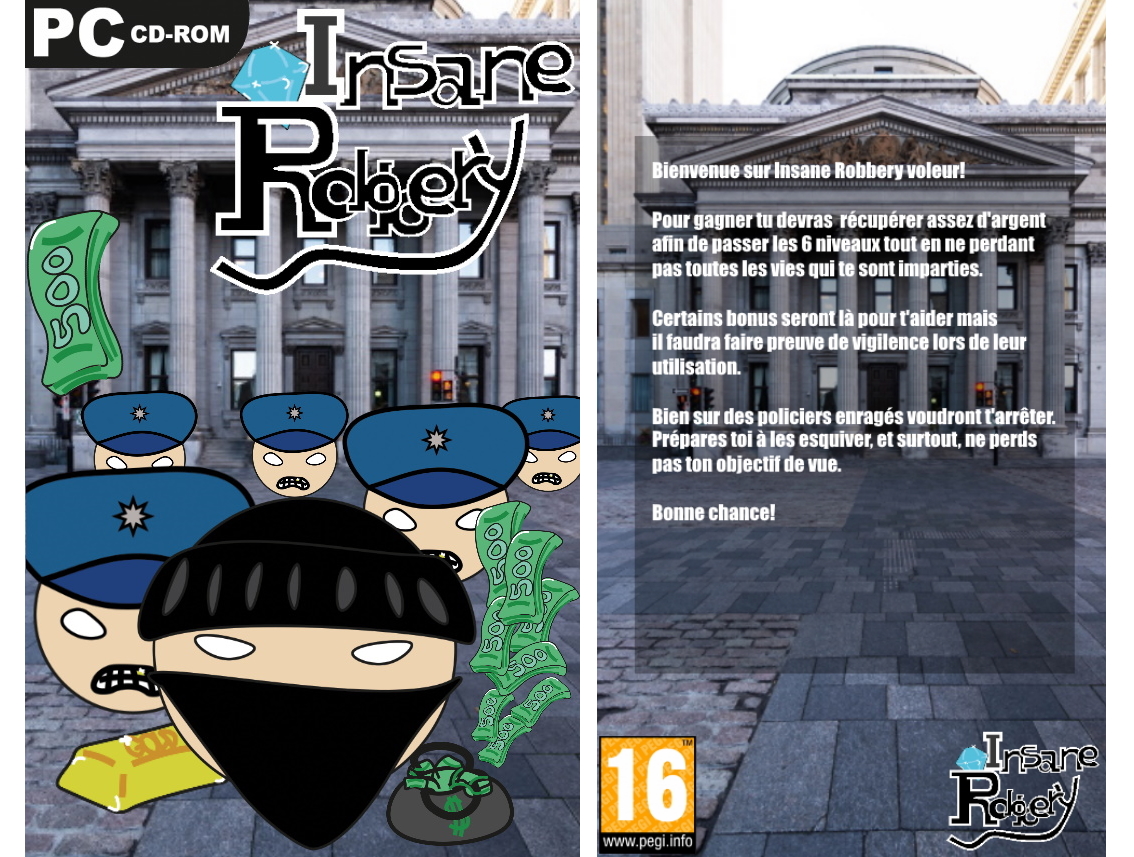 PC CD-ROM
Insane
Robbery
500
500
500
500
500
500
500
500
GOLD
$
Bienvenue sur Insane Robbery voleur!
Pour gagner tu devras  récupérer assez d'argent
afin de passer les 6 niveaux tout en ne perdant
pas toutes les vies qui te sont imparties.
Certains bonus seront là pour t'aider mais
il faudra faire preuve de vigilence lors de leur
utilisation.
Bien sur des policiers enragés voudront t'arrêter.
Prépares toi à les esquiver, et surtout, ne perds
pas ton objectif de vue.
Bonne chance!
16
™
www.pegi.info
Insane
Robbery